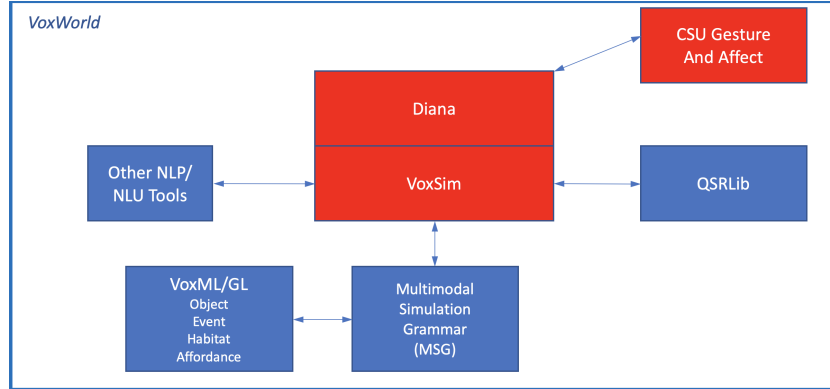 VoxWorld
CSU Gesture
And Affect
Diana
Other NLP/
NLU Tools
VoxSim
QSRLib
VoxML/GL
Object
Event
Habitat
Affordance
Multimodal
Simulation
Grammar
(MSG)